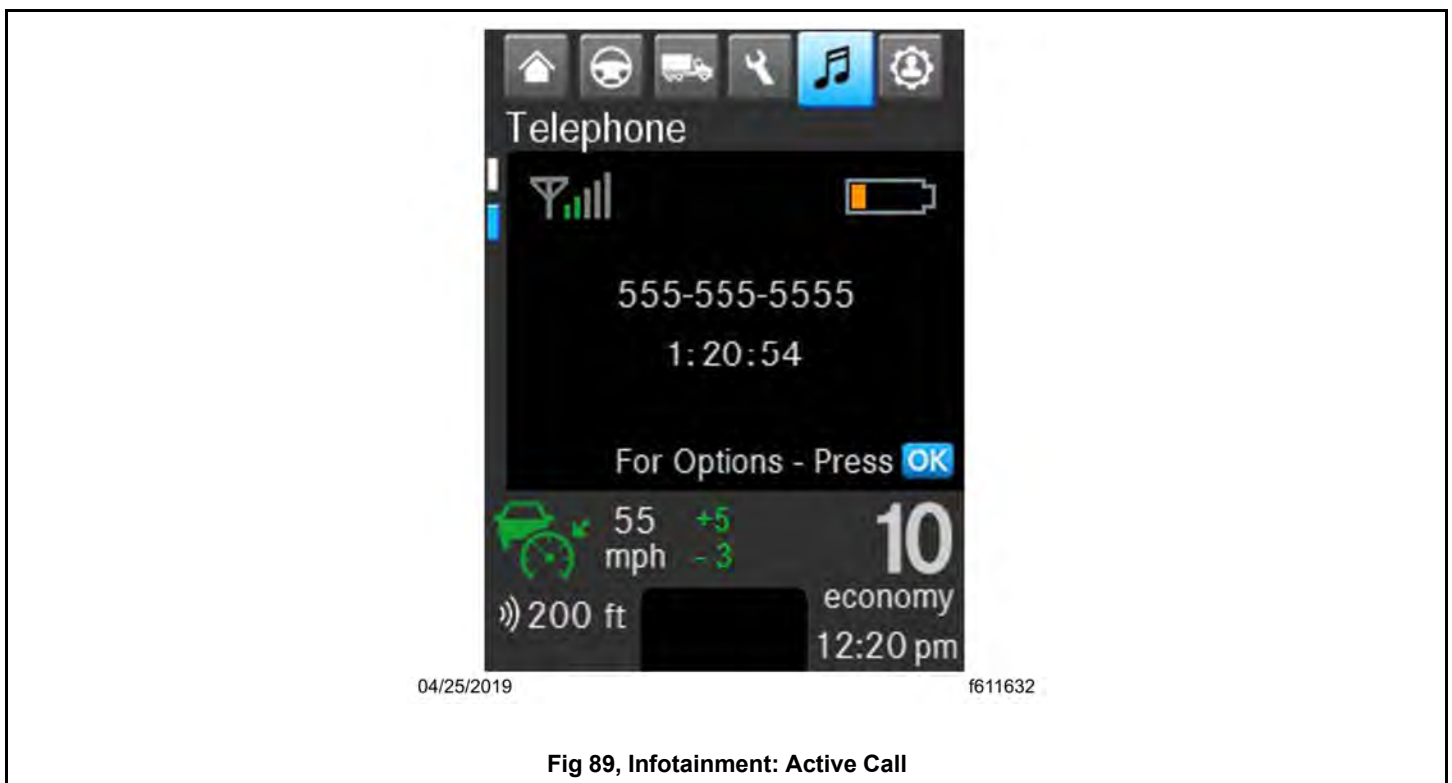 Telephone
555-555-5555
1:20:54
For Options - Press OK
55 +5
mph - 3
10
economy
200 ft
12:20 pm
04/25/2019 f611632
Fig 89, Infotainment: Active Call